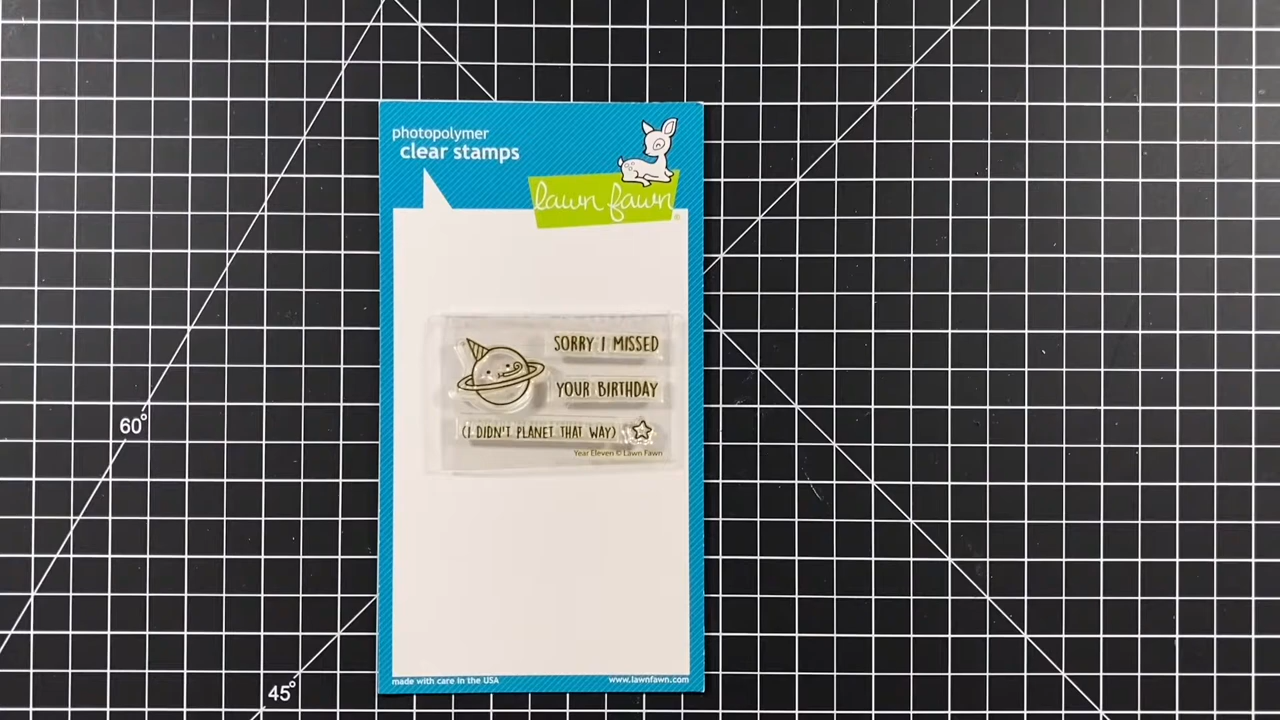 photopolymer
clear stamps
lawn fawn
®
SORRY I MISSED
YOUR BIRTHDAY
(I DIDN'T PLANET THAT WAY)
Year Eleven © Lawn Fawn
60°
45°
made with care in the USA
www.lawnfawn.com